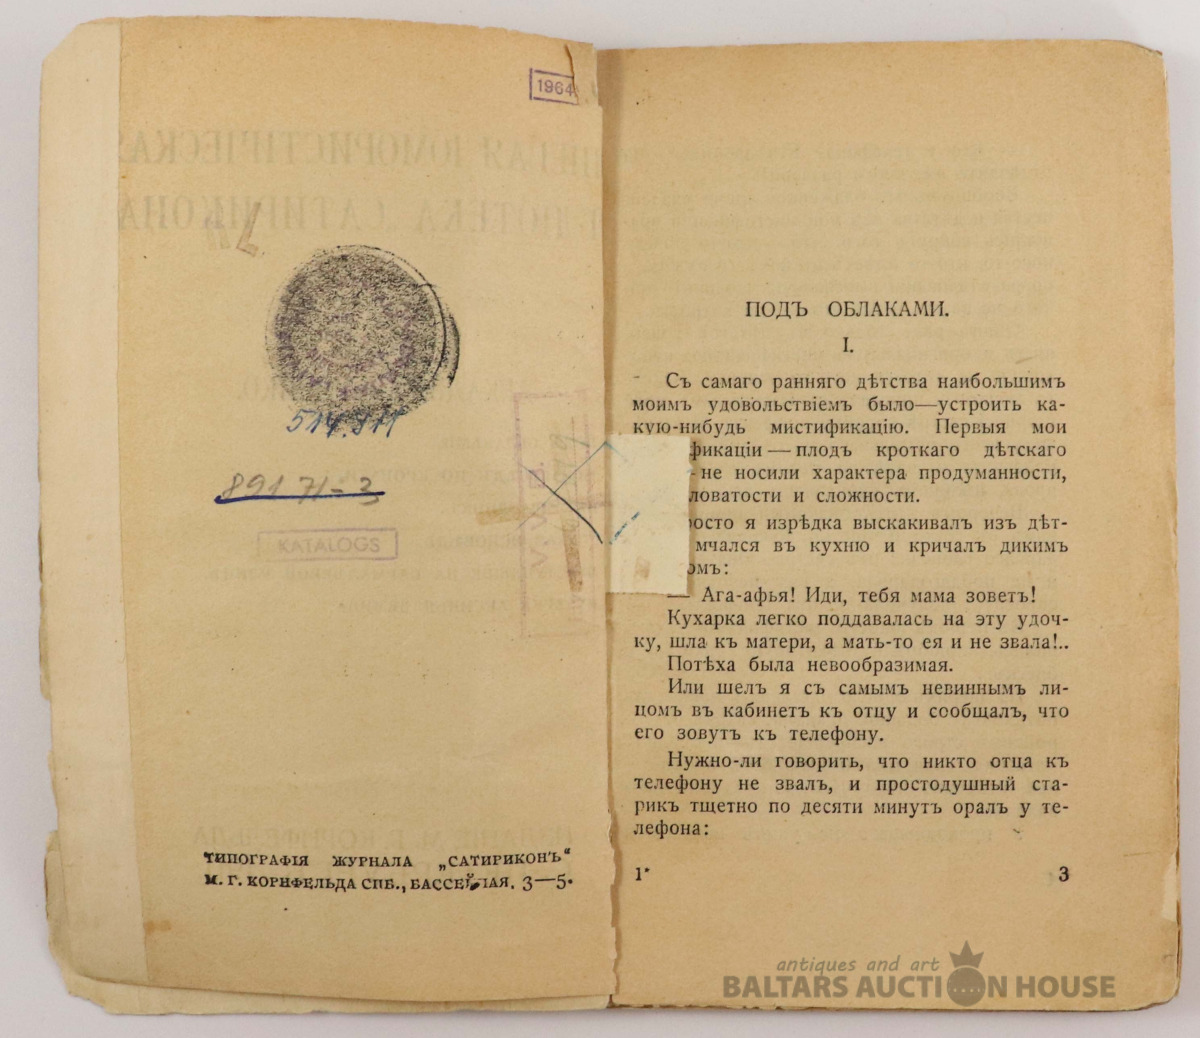 1964
514.311
891 71-3
KATALOGS
ТИПОГРАФІЯ ЖУРНАЛА „САТИРИКОНЪ“
М. Г. КОРНФЕЛЬДА СПБ., БАССЕЙНАЯ, 3—5.
ПОДЪ ОБЛАКАМИ.
I.
Съ самаго ранняго дѣтства наибольшимъ
моимъ удовольствіемъ было—устроить ка-
кую-нибудь мистификацію. Первыя мои
фикаціи — плодъ кроткаго дѣтскаго
- не носили характера продуманности,
ловатости и сложности.
осто я изрѣдка выскакивалъ изъ дѣт-
мчался въ кухню и кричалъ дикимъ
омъ:
— Ага-афья! Иди, тебя мама зоветъ!
Кухарка легко поддавалась на эту удоч-
ку, шла къ матери, а мать-то ея и не звала!..
Потѣха была невообразимая.
Или шелъ я съ самымъ невиннымъ ли-
цомъ въ кабинетъ къ отцу и сообщалъ, что
его зовутъ къ телефону.
Нужно-ли говорить, что никто отца къ
телефону не звалъ, и простодушный ста-
рикъ тщетно по десяти минутъ оралъ у те-
лефона:
1*
3
antiques and art
BALTARS AUCTION HOUSE